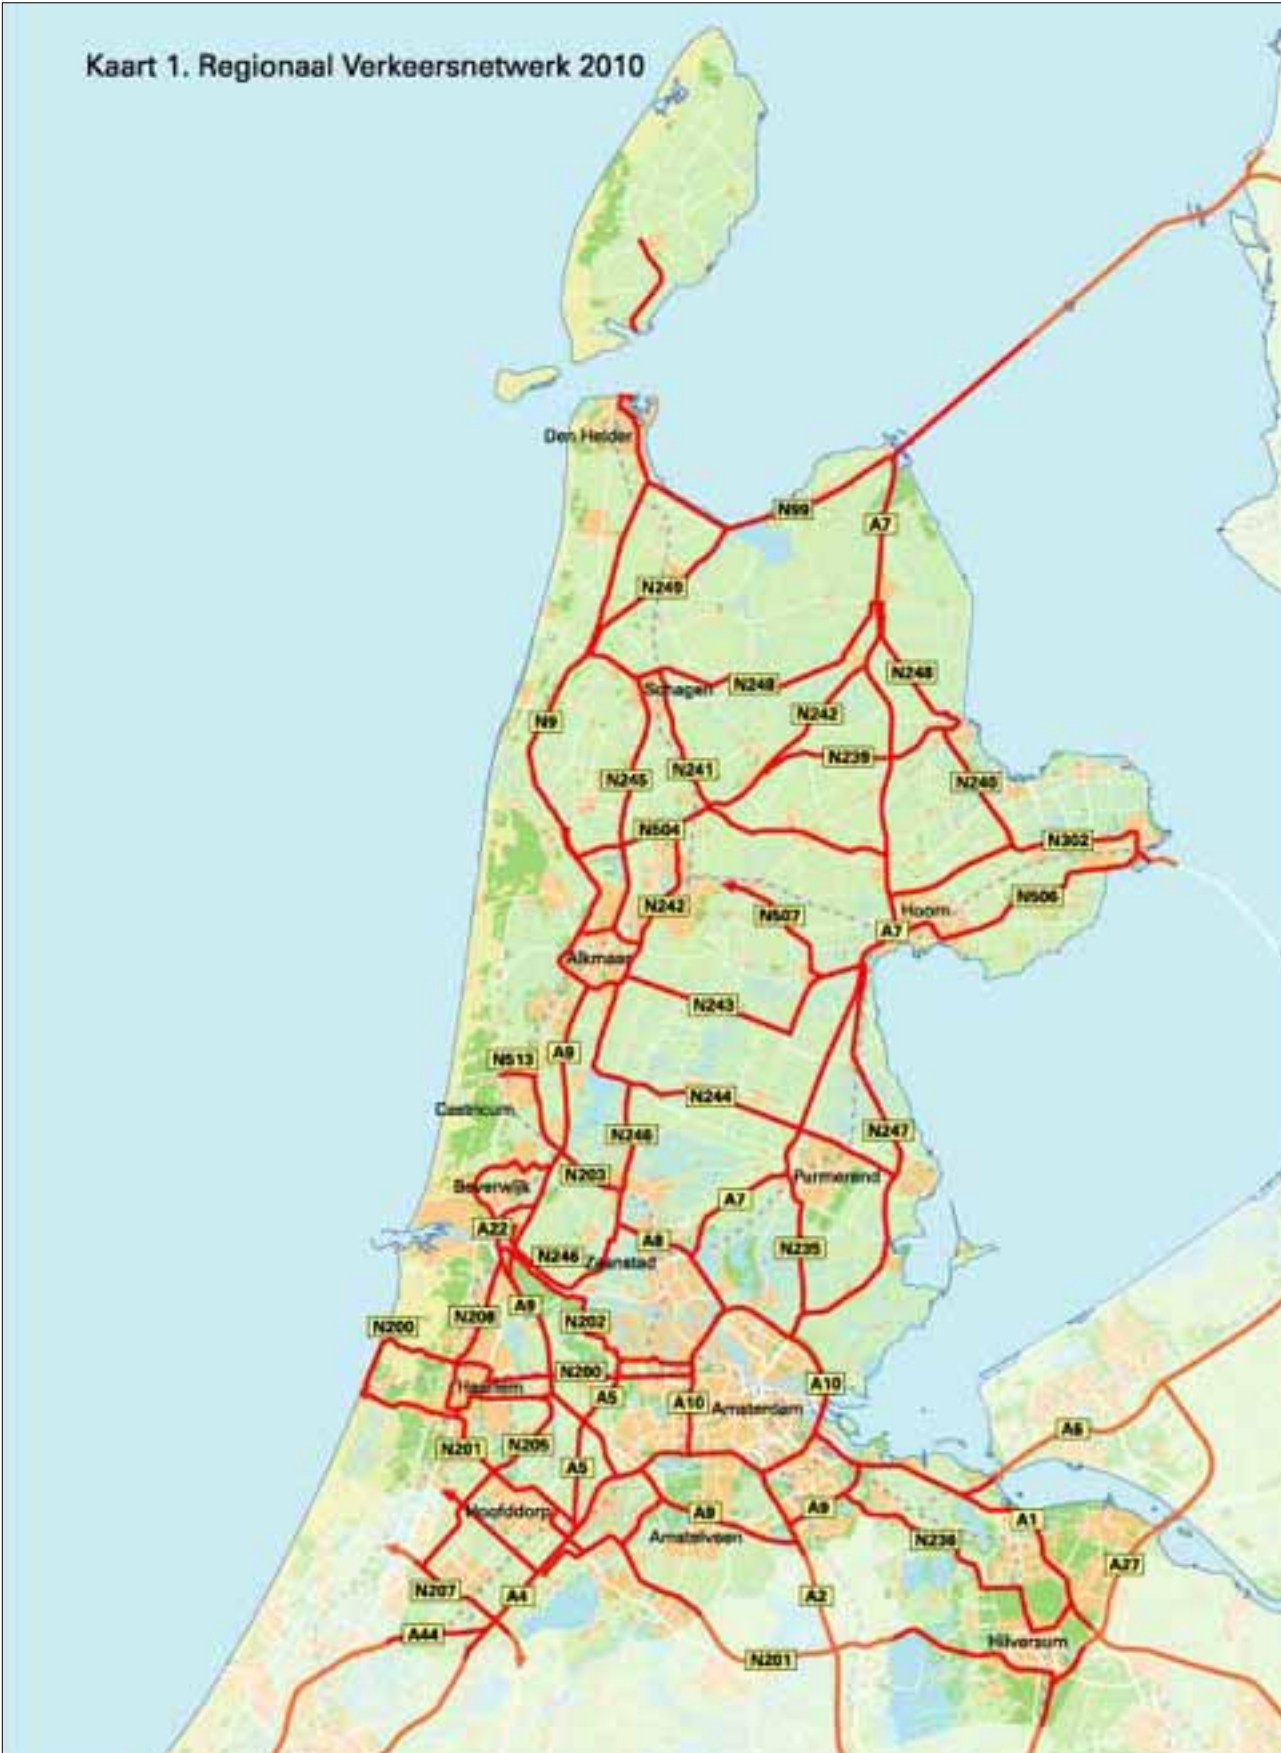 Kaart 1. Regionaal Verkeersnetwerk 2010
Den Helder
N99
A7
N249
N248
Schagen
N248
N9
N242
N245
N241
N239
N240
N504
N302
N242
N507
N506
Hoorn
A7
Alkmaar
N243
N513
A9
N244
Castricum
N246
N247
N203
Beverwijk
Purmerend
A7
A22
A8
N246
Zaanstad
N235
A9
N208
N202
N200
N200
Haarlem
A5
A10
A10
Amsterdam
A6
N201
N205
A5
Hoofddorp
A9
A9
A1
Amstelveen
N236
A27
N207
A4
A2
A44
Hilversum
N201